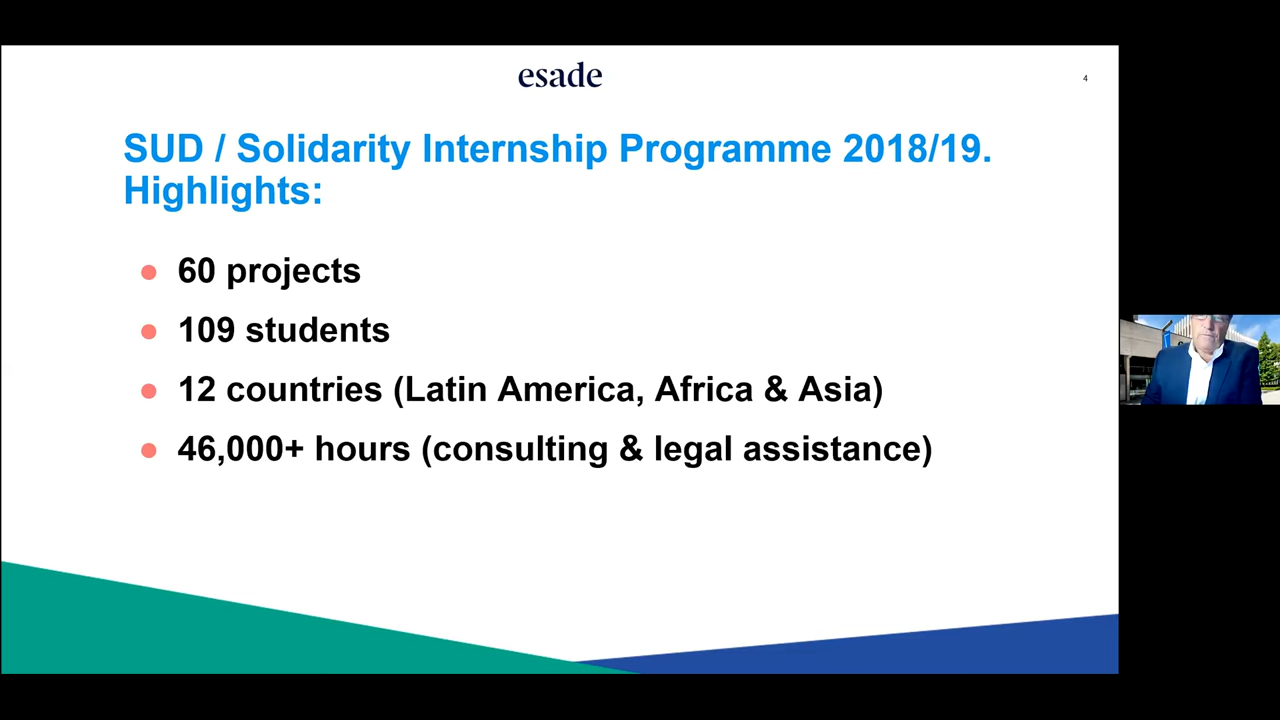 esade
4
SUD / Solidarity Internship Programme 2018/19.
Highlights:
● 60 projects
● 109 students
● 12 countries (Latin America, Africa & Asia)
● 46,000+ hours (consulting & legal assistance)